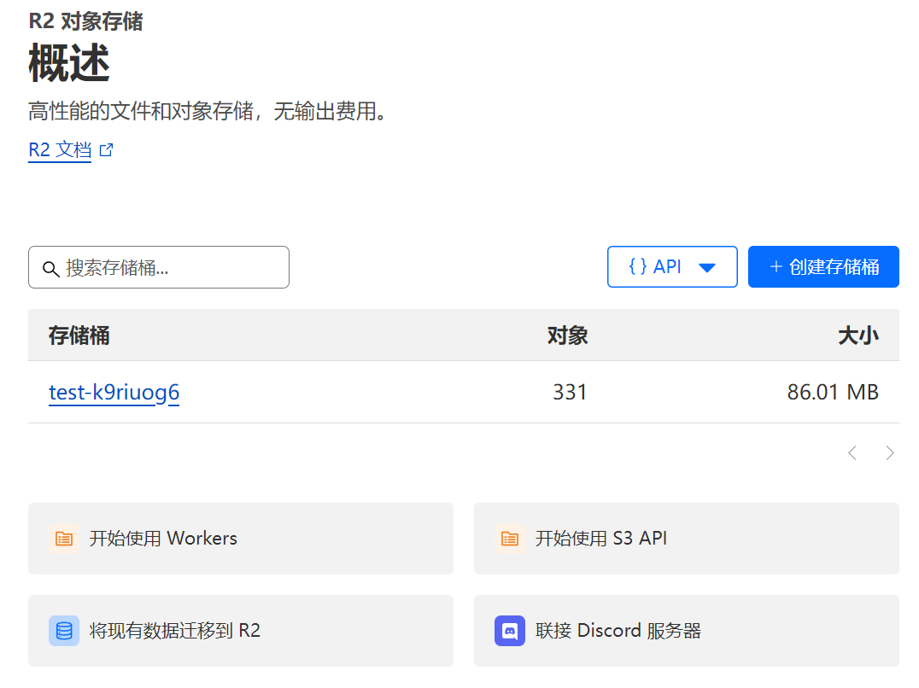 R2 对象存储
概述
高性能的文件和对象存储，无输出费用。
R2 文档
搜索存储桶...
{ } API
+ 创建存储桶
存储桶 对象 大小
test-k9riuog6 331 86.01 MB
开始使用 Workers
开始使用 S3 API
将现有数据迁移到 R2
联接 Discord 服务器